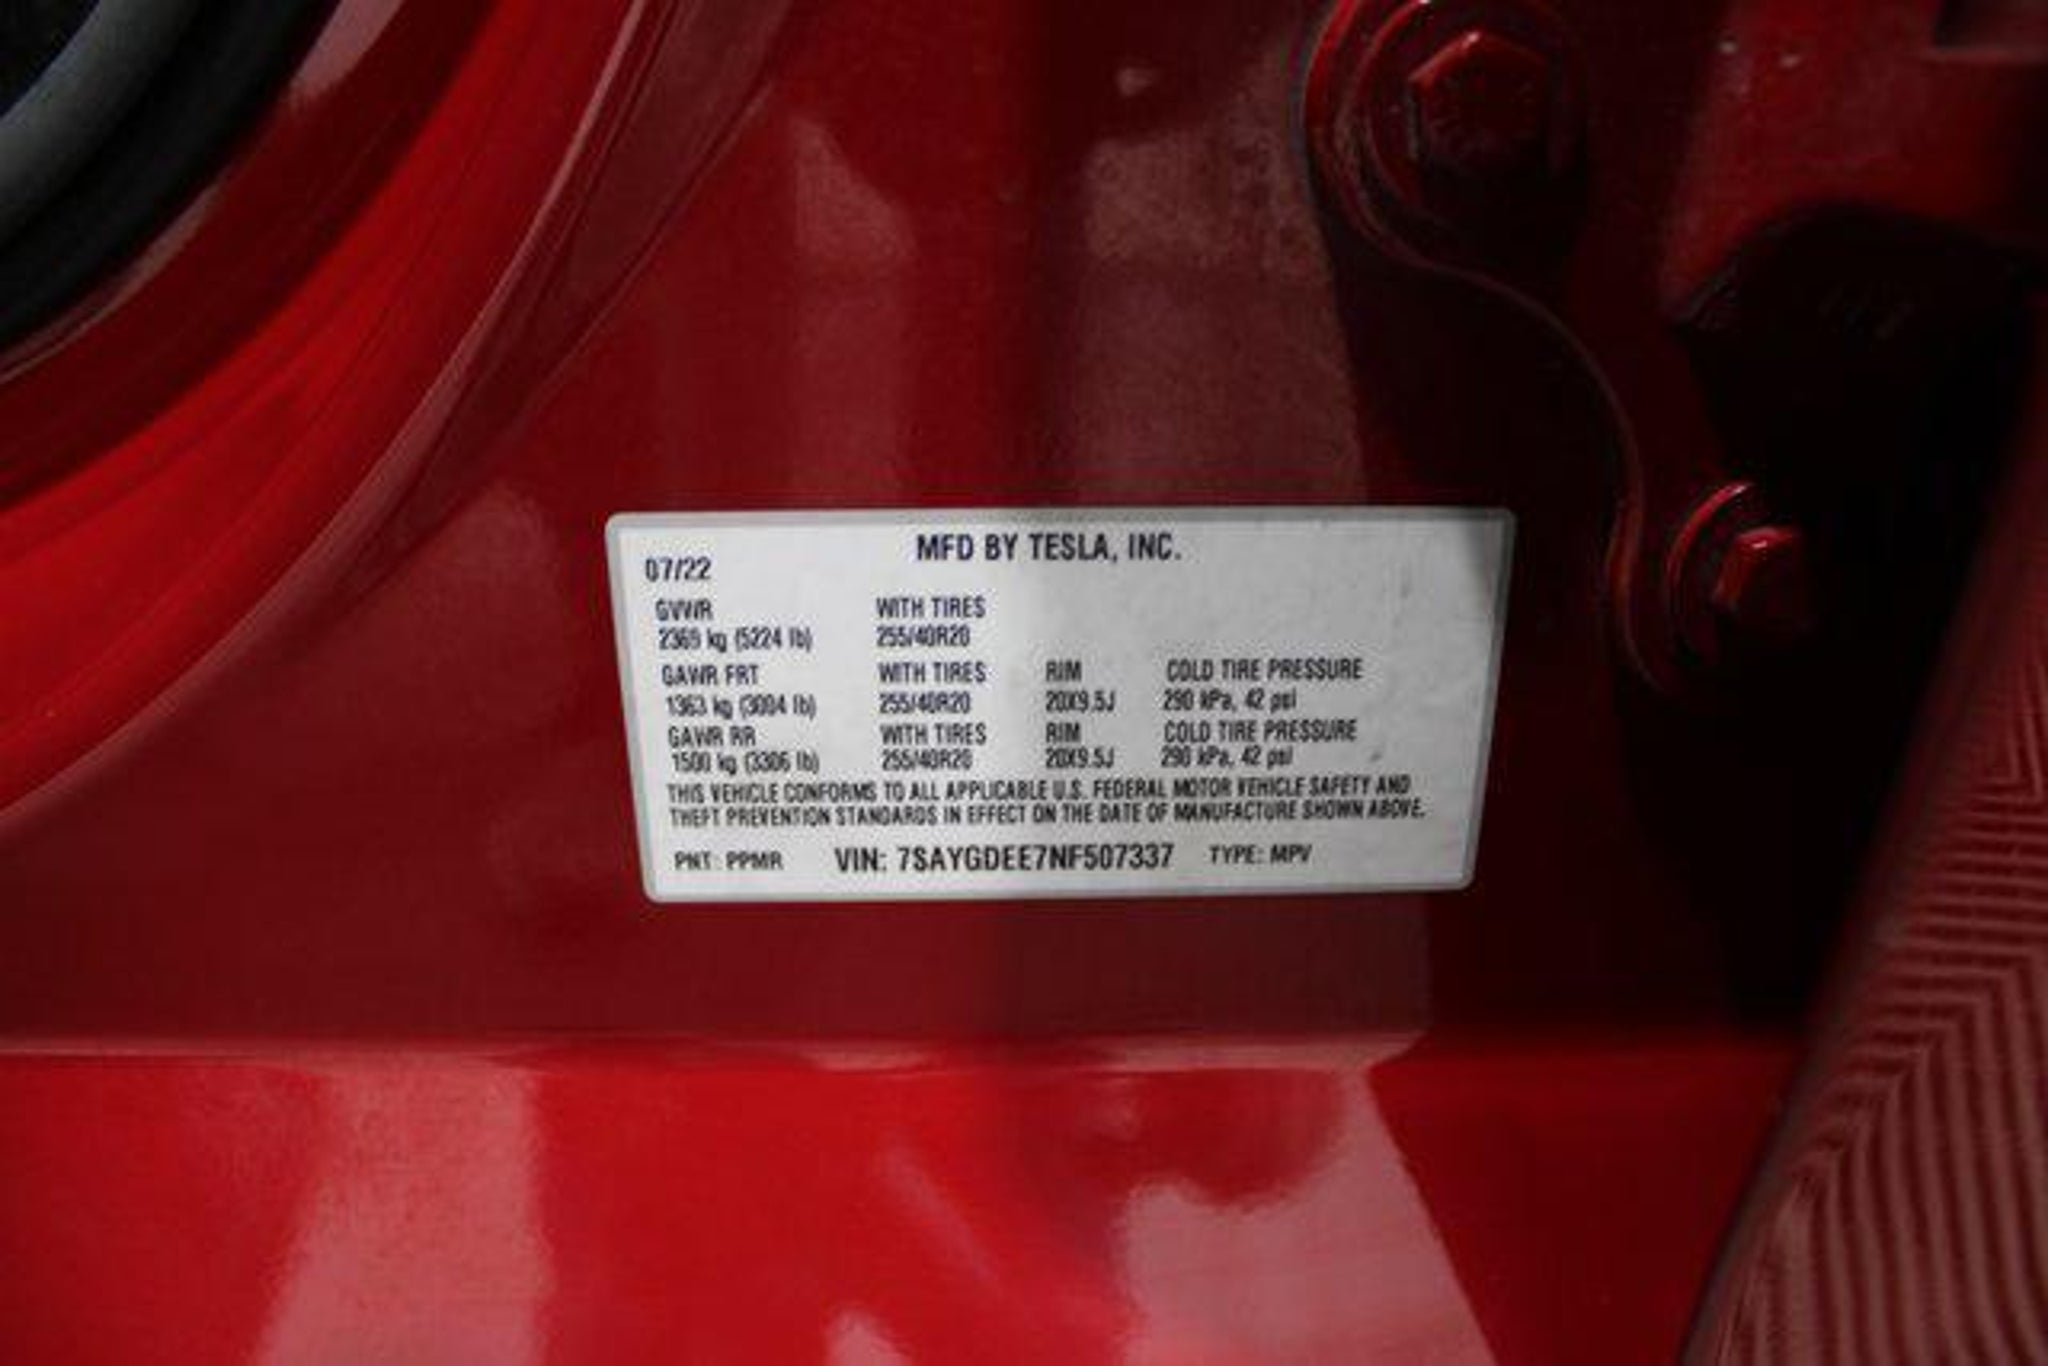 MFD BY TESLA, INC.
07/22
GVWR WITH TIRES
2369 kg (5224 lb) 255/40R20
GAWR FRT WITH TIRES RIM COLD TIRE PRESSURE
1363 kg (3004 lb) 255/40R20 20X9.5J 290 kPa, 42 psi
GAWR RR WITH TIRES RIM COLD TIRE PRESSURE
1500 kg (3306 lb) 255/40R20 20X9.5J 290 kPa, 42 psi
THIS VEHICLE CONFORMS TO ALL APPLICABLE U.S. FEDERAL MOTOR VEHICLE SAFETY AND
THEFT PREVENTION STANDARDS IN EFFECT ON THE DATE OF MANUFACTURE SHOWN ABOVE.
PNT: PPMR VIN: 7SAYGDEE7NF507337 TYPE: MPV